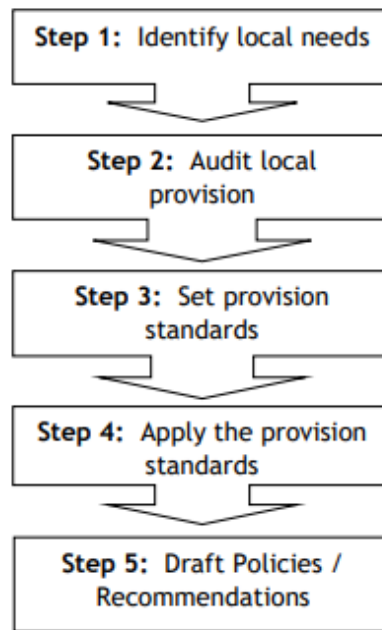 Step 1: Identify local needs
Step 2: Audit local
provision
Step 3: Set provision
standards
Step 4: Apply the provision
standards
Step 5: Draft Policies /
Recommendations